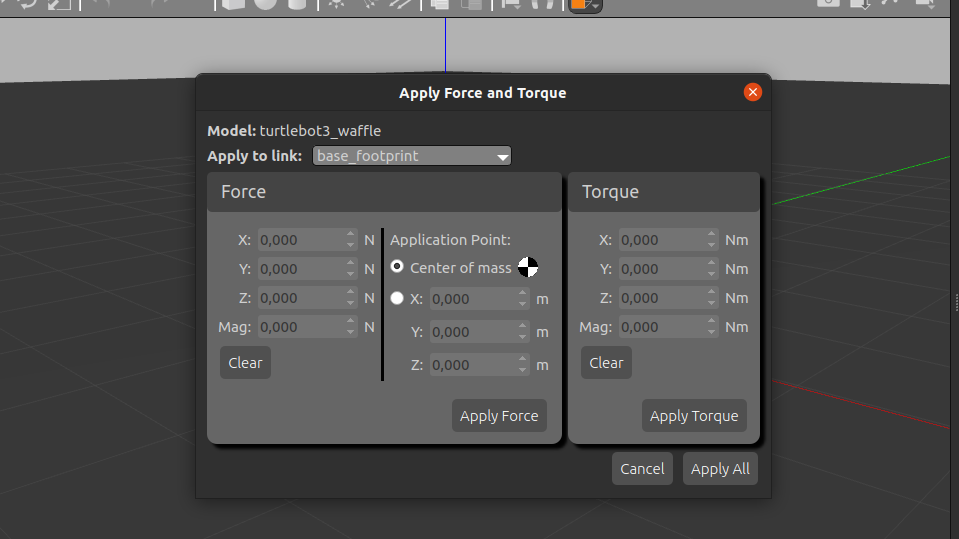 Apply Force and Torque
Model: turtlebot3_waffle
Apply to link: base_footprint
Force
X: 0,000 N
Y: 0,000 N
Z: 0,000 N
Mag: 0,000 N
Clear
Application Point:
Center of mass
X: 0,000 m
Y: 0,000 m
Z: 0,000 m
Apply Force
Torque
X: 0,000 Nm
Y: 0,000 Nm
Z: 0,000 Nm
Mag: 0,000 Nm
Clear
Apply Torque
Cancel
Apply All